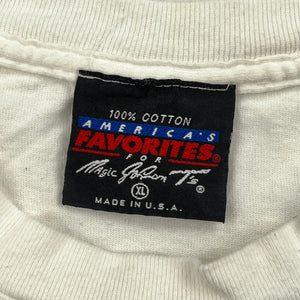 100% COTTON
AMERICA'S
FAVORITES®
FOR
Magic Johnson T's®
XL
MADE IN U.S.A.